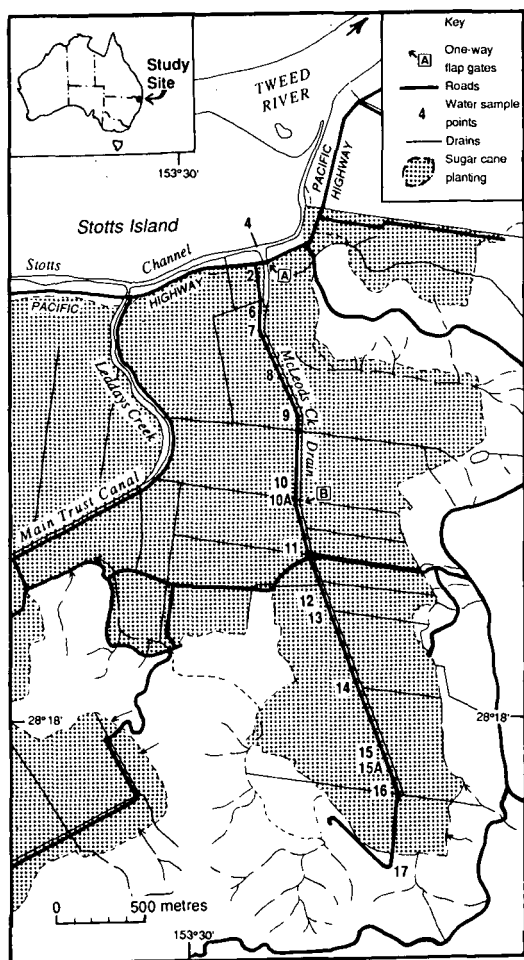 Study
Site
Key
A
One-way
flap gates
Roads
4
Water sample
points
Drains
Sugar cane
planting
TWEED
RIVER
153°30'
PACIFIC
HIGHWAY
Stotts Island
4
Stotts
Channel
2
A
HIGHWAY
PACIFIC
6
7
McLeods Ck. Drain
8
Leadays Creek
9
Main Trust Canal
10
10A
B
11
12
13
14
28°18'
28°18'
15
15A
16
17
0 500 metres
153°30'